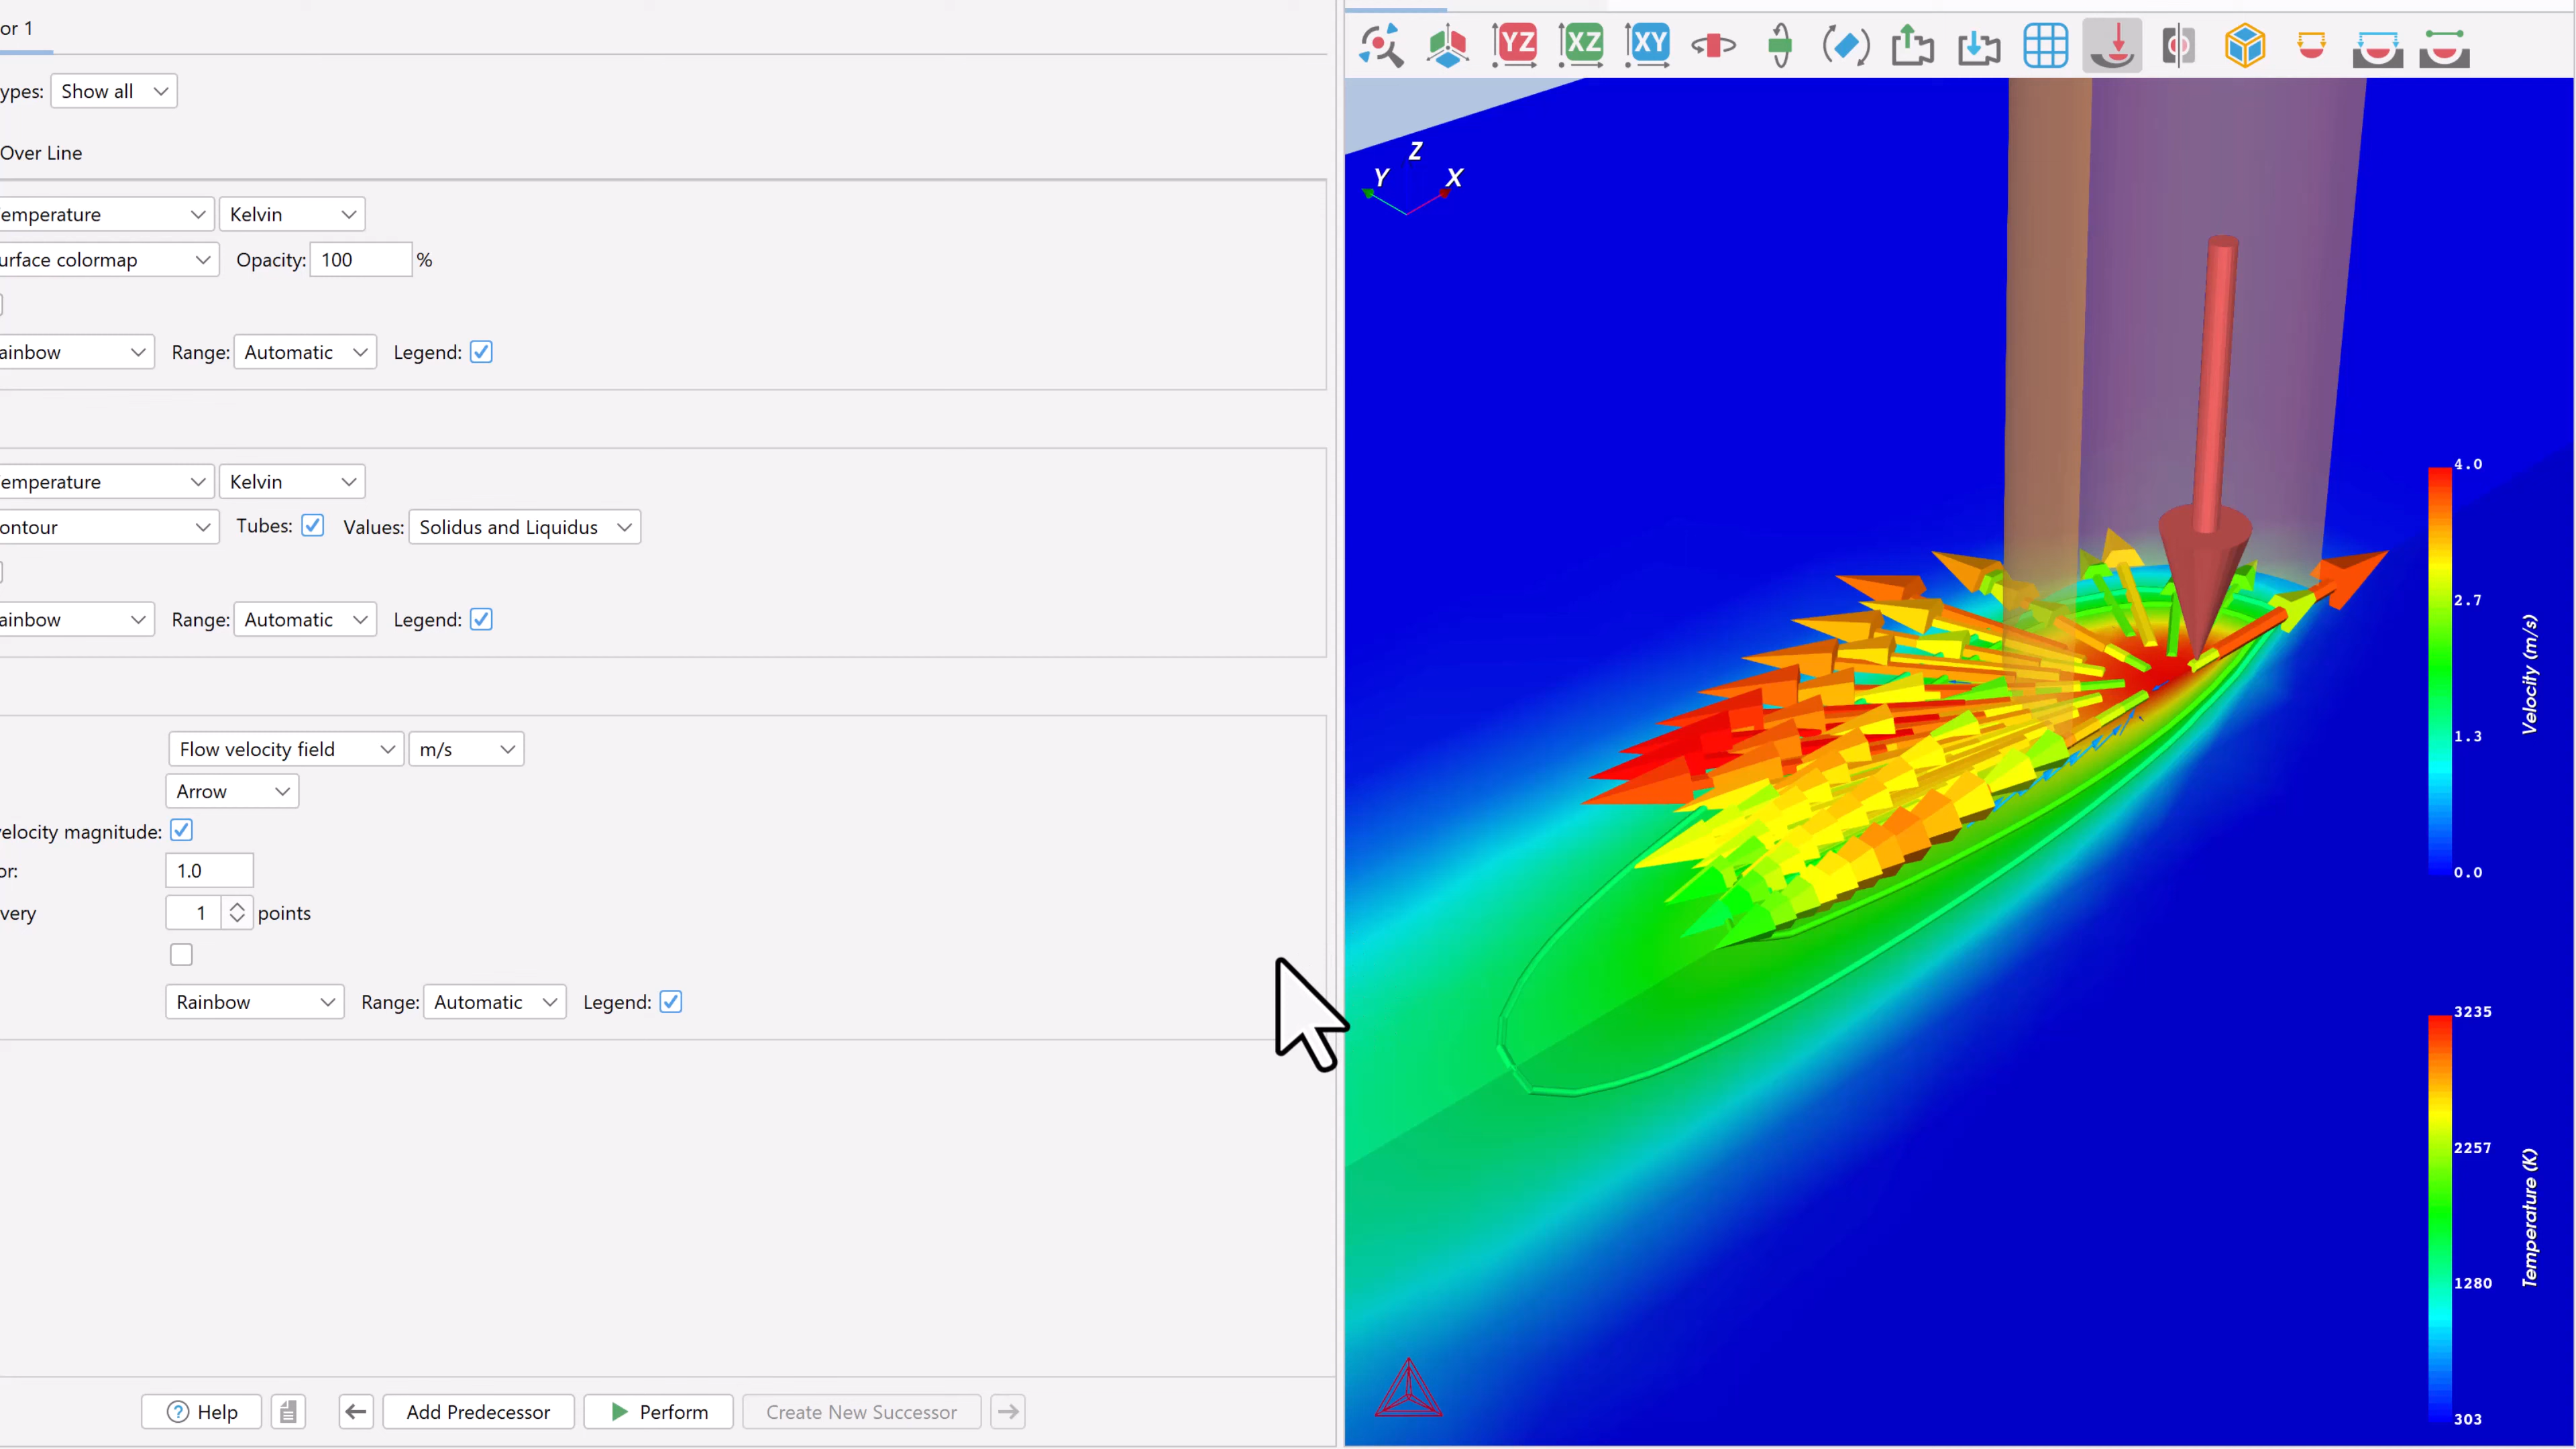 or 1
ypes: Show all
Over Line
emperature Kelvin
urface colormap Opacity: 100 %
ainbow Range: Automatic Legend:
emperature Kelvin
ontour Tubes: Values: Solidus and Liquidus
ainbow Range: Automatic Legend:
Flow velocity field m/s
Arrow
velocity magnitude:
or: 1.0
very 1 points
Rainbow Range: Automatic Legend:
? Help Add Predecessor Perform Create New Successor
YZ XZ XY
Z
Y X
4.0
2.7
1.3
0.0
Velocity (m/s)
3235
2257
1280
303
Temperature (K)